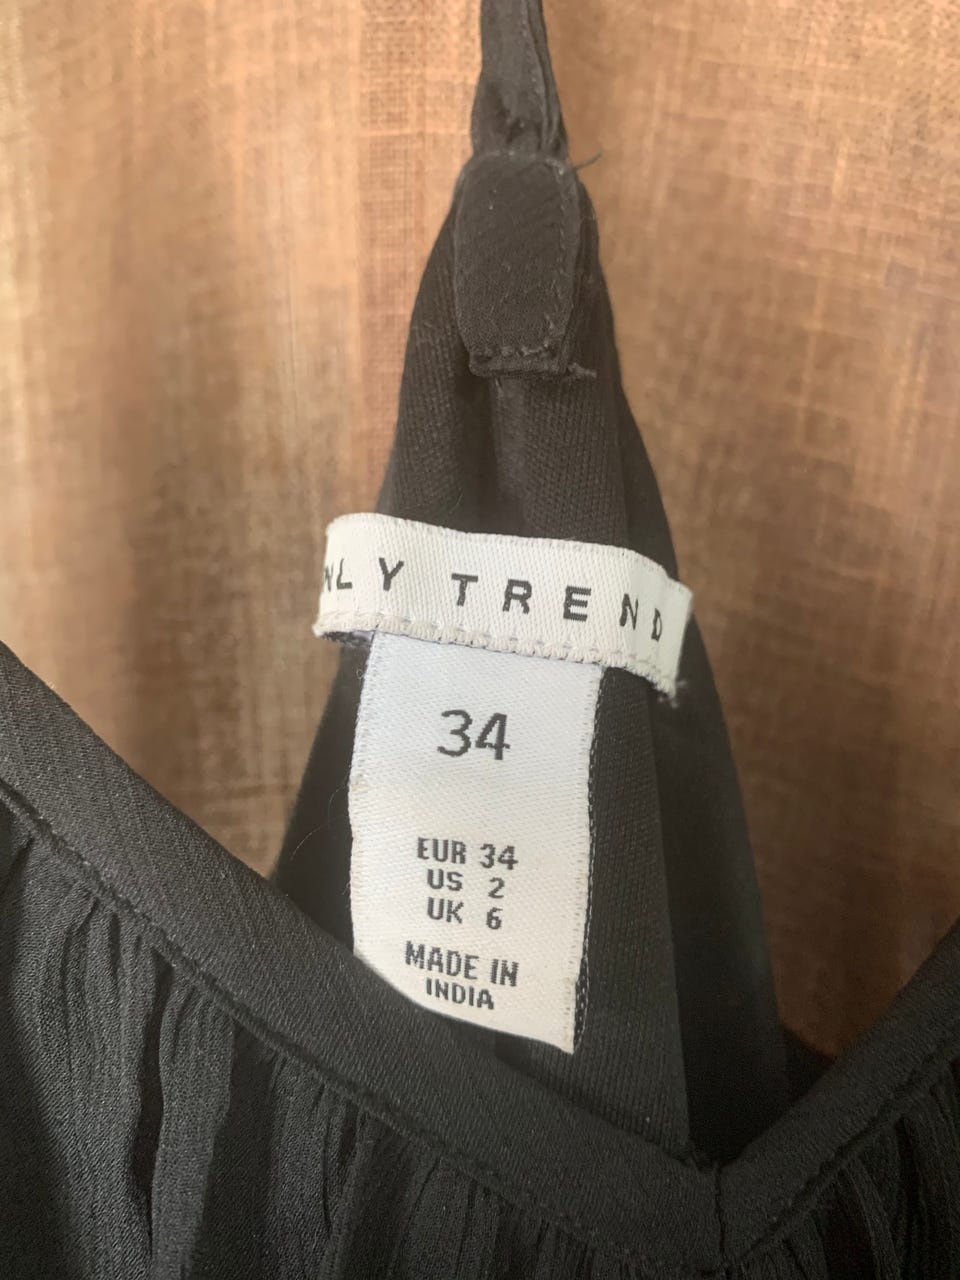 NLY TREND
34
EUR 34
US 2
UK 6
MADE IN
INDIA